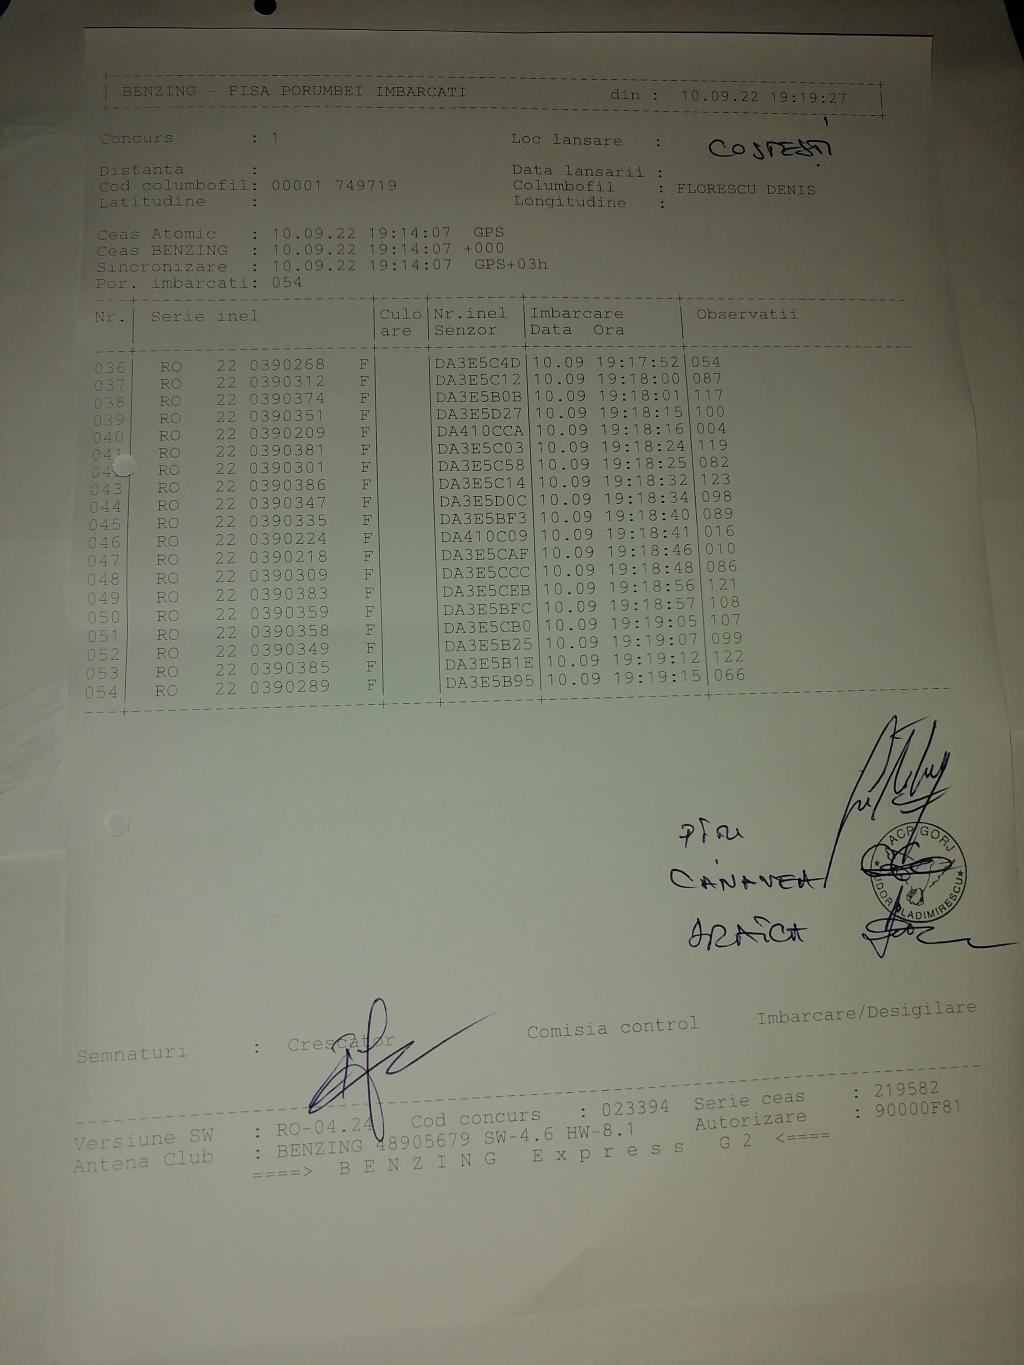 BENZING - FISA PORUMBEI IMBARCATI din : 10.09.22 19:19:27
Concurs : 1 Loc lansare : COSTEȘTI
Distanta : Data lansarii :
Cod columbofil: 00001 749719 Columbofil : FLORESCU DENIS
Latitudine : Longitudine :
Ceas Atomic : 10.09.22 19:14:07 GPS
Ceas BENZING : 10.09.22 19:14:07 +000
Sincronizare : 10.09.22 19:14:07 GPS+03h
Por. imbarcati: 054
Nr. Serie inel Culo Nr.inel Imbarcare Observatii
are Senzor Data Ora
036 RO 22 0390268 F DA3E5C4D 10.09 19:17:52 054
037 RO 22 0390312 F DA3E5C12 10.09 19:18:00 087
038 RO 22 0390374 F DA3E5B0B 10.09 19:18:01 117
039 RO 22 0390351 F DA3E5D27 10.09 19:18:15 100
040 RO 22 0390209 F DA410CCA 10.09 19:18:16 004
041 RO 22 0390381 F DA3E5C03 10.09 19:18:24 119
04 RO 22 0390301 F DA3E5C58 10.09 19:18:25 082
043 RO 22 0390386 F DA3E5C14 10.09 19:18:32 123
044 RO 22 0390347 F DA3E5D0C 10.09 19:18:34 098
045 RO 22 0390335 F DA3E5BF3 10.09 19:18:40 089
046 RO 22 0390224 F DA410C09 10.09 19:18:41 016
047 RO 22 0390218 F DA3E5CAF 10.09 19:18:46 010
048 RO 22 0390309 F DA3E5CCC 10.09 19:18:48 086
049 RO 22 0390383 F DA3E5CEB 10.09 19:18:56 121
050 RO 22 0390359 F DA3E5BFC 10.09 19:18:57 108
051 RO 22 0390358 F DA3E5CB0 10.09 19:19:05 107
052 RO 22 0390349 F DA3E5B25 10.09 19:19:07 099
053 RO 22 0390385 F DA3E5B1E 10.09 19:19:12 122
054 RO 22 0390289 F DA3E5B95 10.09 19:19:15 066
CANAVEA
ACP GORJ
VLADIMIRESCU
Semnaturi : Crescator Comisia control Imbarcare/Desigilare
Versiune SW : RO-04.24 Cod concurs : 023394 Serie ceas : 219582
Antena Club : BENZING 48905679 SW-4.6 HW-8.1 Autorizare : 90000F81
====> B E N Z I N G E x p r e s s G 2 <====